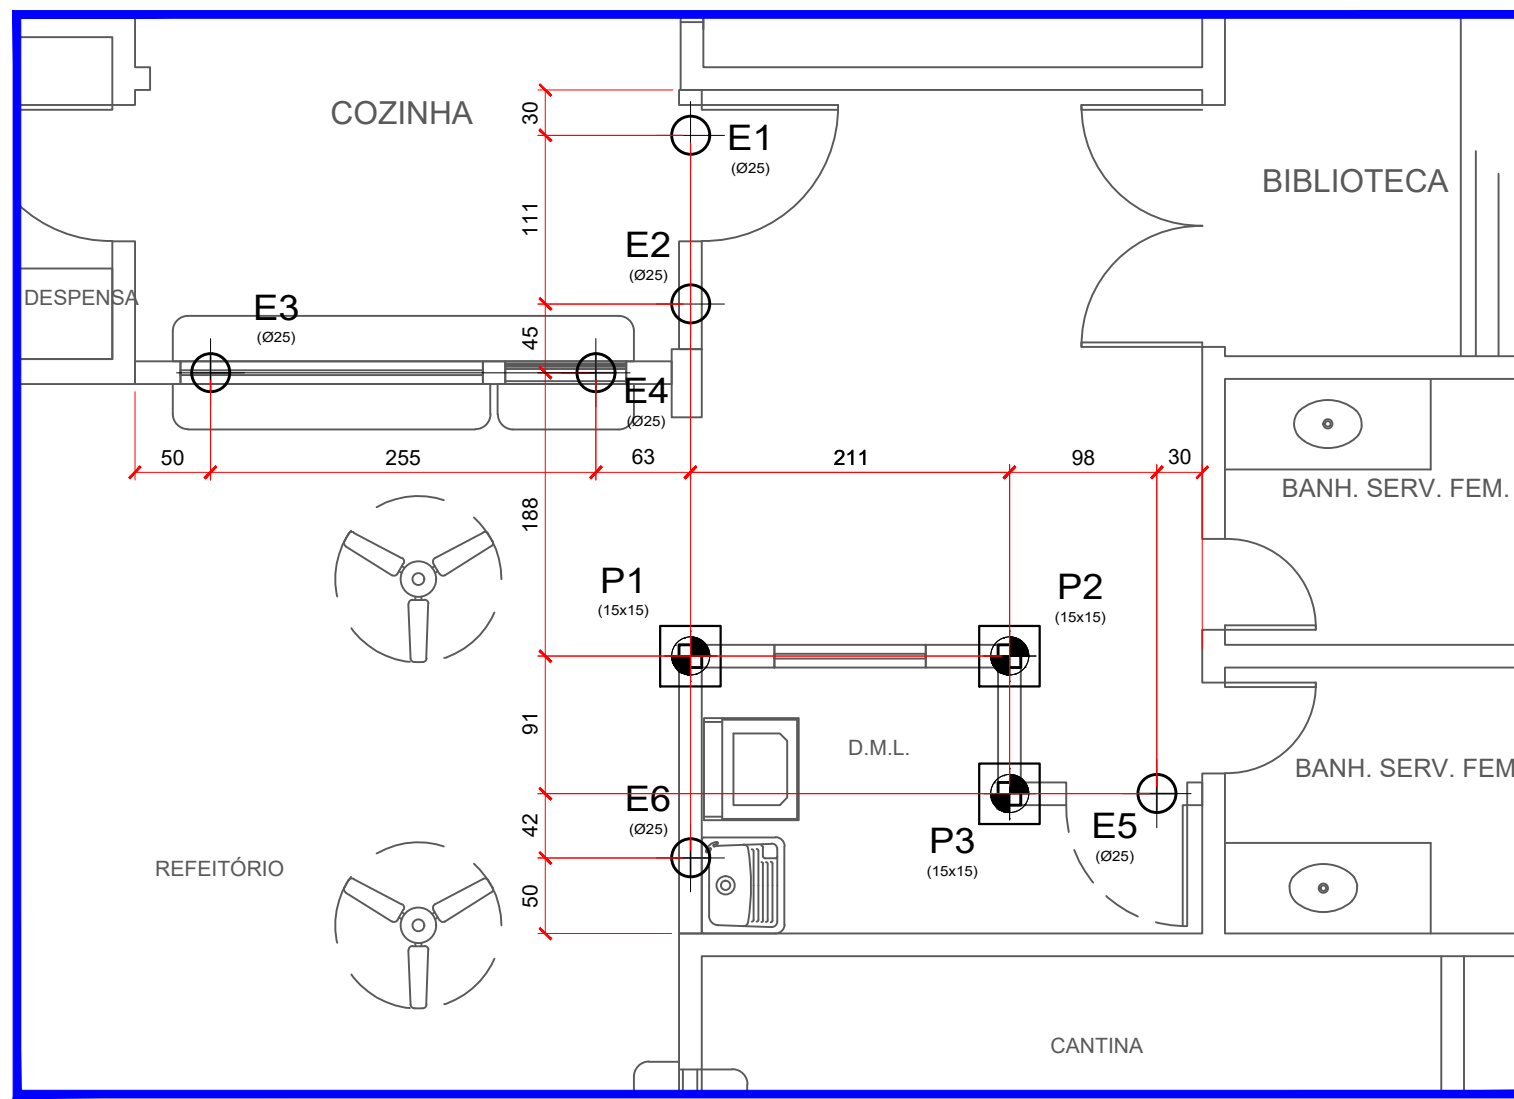 COZINHA
30
E1
(Ø25)
BIBLIOTECA
111
E2
(Ø25)
DESPENSA
E3
(Ø25)
45
E4
(Ø25)
50
255
63
211
98
30
BANH. SERV. FEM.
188
P1
(15x15)
P2
(15x15)
91
D.M.L.
BANH. SERV. FEM
E6
(Ø25)
42
P3
(15x15)
E5
(Ø25)
REFEITÓRIO
50
CANTINA